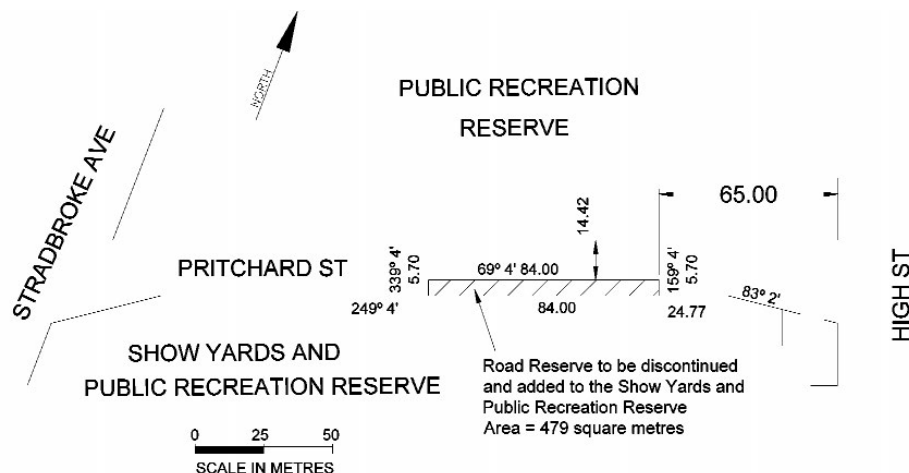 NORTH
PUBLIC RECREATION
RESERVE
STRADBROKE AVE
65.00
14.42
PRITCHARD ST
339º 4'
5.70
69º 4' 84.00
159º 4'
5.70
HIGH ST
249º 4'
84.00
24.77
83º 2'
SHOW YARDS AND
PUBLIC RECREATION RESERVE
Road Reserve to be discontinued
and added to the Show Yards and
Public Recreation Reserve
Area = 479 square metres
0 25 50
SCALE IN METRES